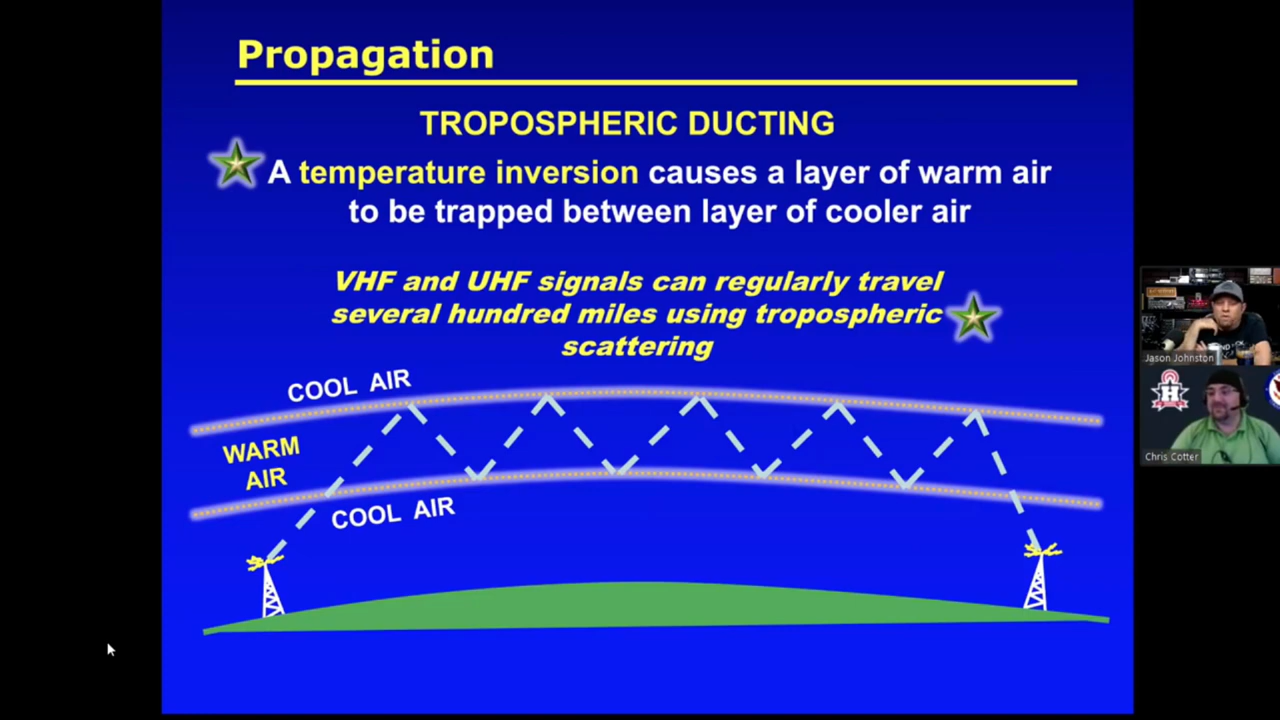 Propagation
TROPOSPHERIC DUCTING
A temperature inversion causes a layer of warm air
to be trapped between layer of cooler air
VHF and UHF signals can regularly travel
several hundred miles using tropospheric
scattering
COOL AIR
WARM
AIR
COOL AIR
Jason Johnston
H
Chris Cotter